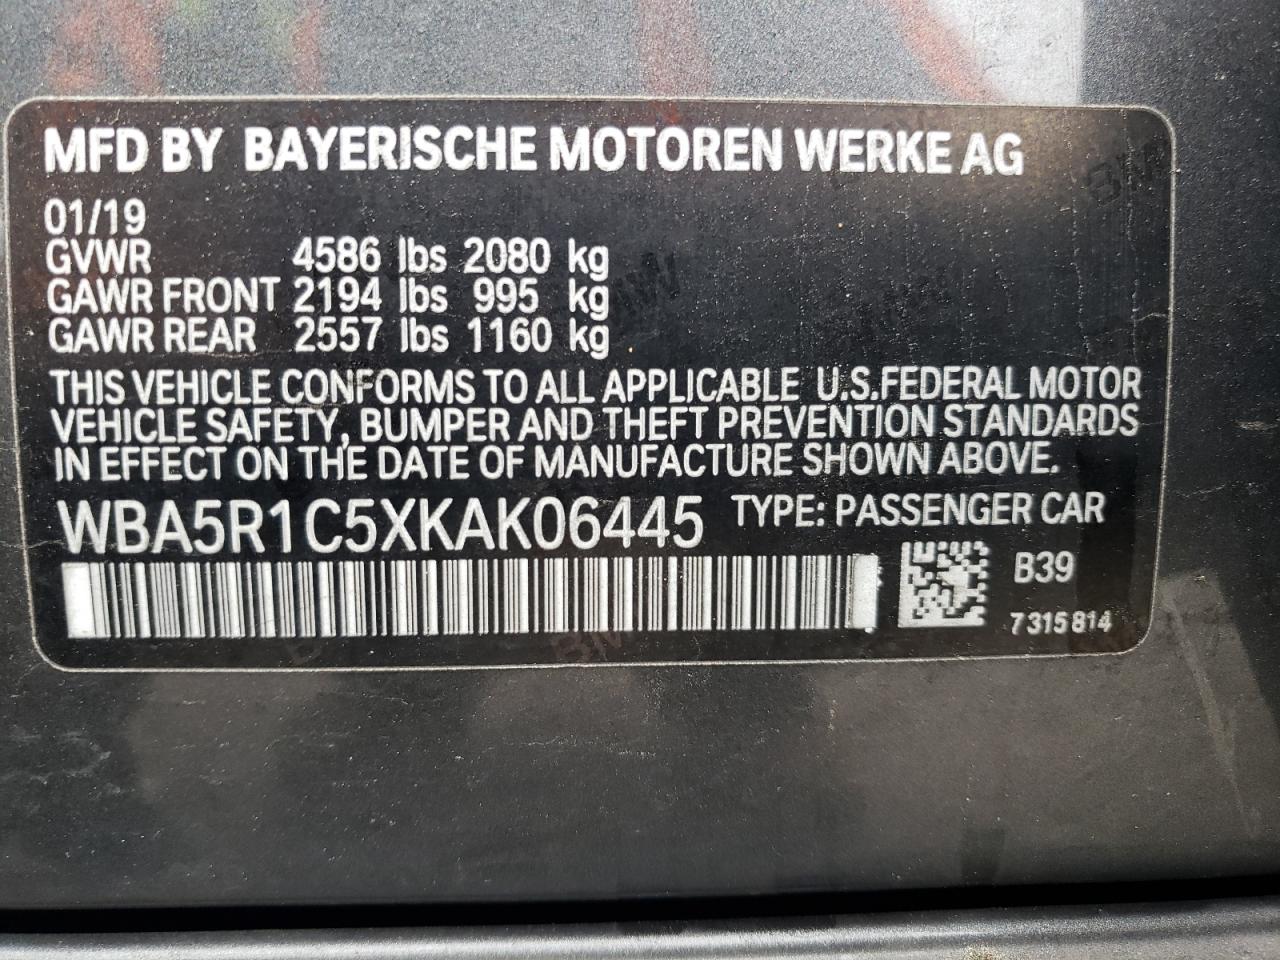 MFD BY BAYERISCHE MOTOREN WERKE AG
01/19
GVWR 4586 lbs 2080 kg
GAWR FRONT 2194 lbs 995 kg
GAWR REAR 2557 lbs 1160 kg
THIS VEHICLE CONFORMS TO ALL APPLICABLE U.S.FEDERAL MOTOR
VEHICLE SAFETY, BUMPER AND THEFT PREVENTION STANDARDS
IN EFFECT ON THE DATE OF MANUFACTURE SHOWN ABOVE.
WBA5R1C5XKAK06445 TYPE: PASSENGER CAR
B39
7315814